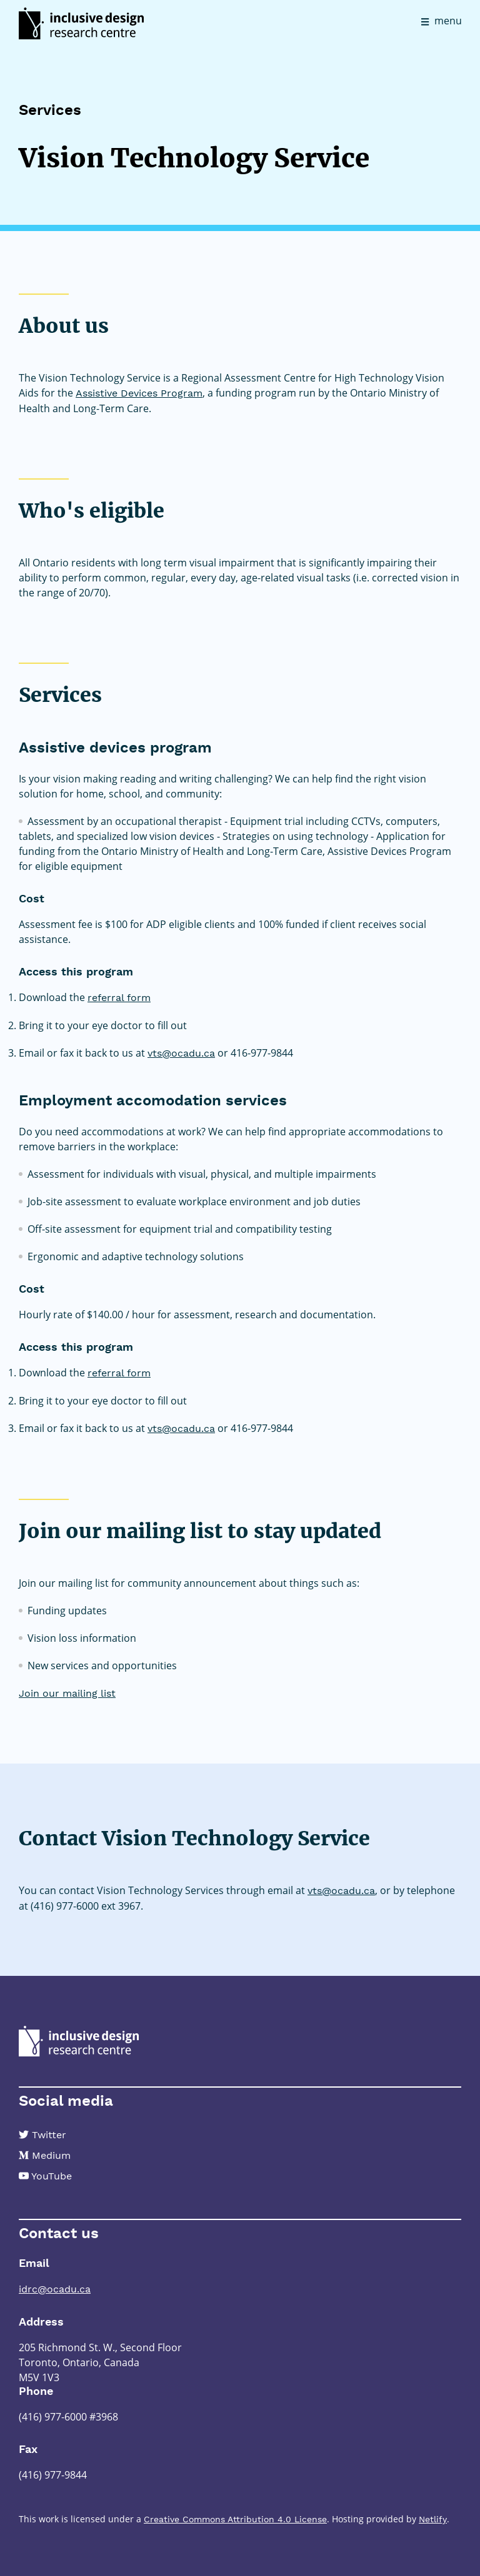 inclusive design
research centre
menu
Services
Vision Technology Service
About us
The Vision Technology Service is a Regional Assessment Centre for High Technology Vision
Aids for the Assistive Devices Program, a funding program run by the Ontario Ministry of
Health and Long-Term Care.
Who's eligible
All Ontario residents with long term visual impairment that is significantly impairing their
ability to perform common, regular, every day, age-related visual tasks (i.e. corrected vision in
the range of 20/70).
Services
Assistive devices program
Is your vision making reading and writing challenging? We can help find the right vision
solution for home, school, and community:
Assessment by an occupational therapist - Equipment trial including CCTVs, computers,
tablets, and specialized low vision devices - Strategies on using technology - Application for
funding from the Ontario Ministry of Health and Long-Term Care, Assistive Devices Program
for eligible equipment
Cost
Assessment fee is $100 for ADP eligible clients and 100% funded if client receives social
assistance.
Access this program
1. Download the referral form
2. Bring it to your eye doctor to fill out
3. Email or fax it back to us at vts@ocadu.ca or 416-977-9844
Employment accomodation services
Do you need accommodations at work? We can help find appropriate accommodations to
remove barriers in the workplace:
Assessment for individuals with visual, physical, and multiple impairments
Job-site assessment to evaluate workplace environment and job duties
Off-site assessment for equipment trial and compatibility testing
Ergonomic and adaptive technology solutions
Cost
Hourly rate of $140.00 / hour for assessment, research and documentation.
Access this program
1. Download the referral form
2. Bring it to your eye doctor to fill out
3. Email or fax it back to us at vts@ocadu.ca or 416-977-9844
Join our mailing list to stay updated
Join our mailing list for community announcement about things such as:
Funding updates
Vision loss information
New services and opportunities
Join our mailing list
Contact Vision Technology Service
You can contact Vision Technology Services through email at vts@ocadu.ca, or by telephone
at (416) 977-6000 ext 3967.
inclusive design
research centre
Social media
Twitter
Medium
YouTube
Contact us
Email
idrc@ocadu.ca
Address
205 Richmond St. W., Second Floor
Toronto, Ontario, Canada
M5V 1V3
Phone
(416) 977-6000 #3968
Fax
(416) 977-9844
This work is licensed under a Creative Commons Attribution 4.0 License. Hosting provided by Netlify.